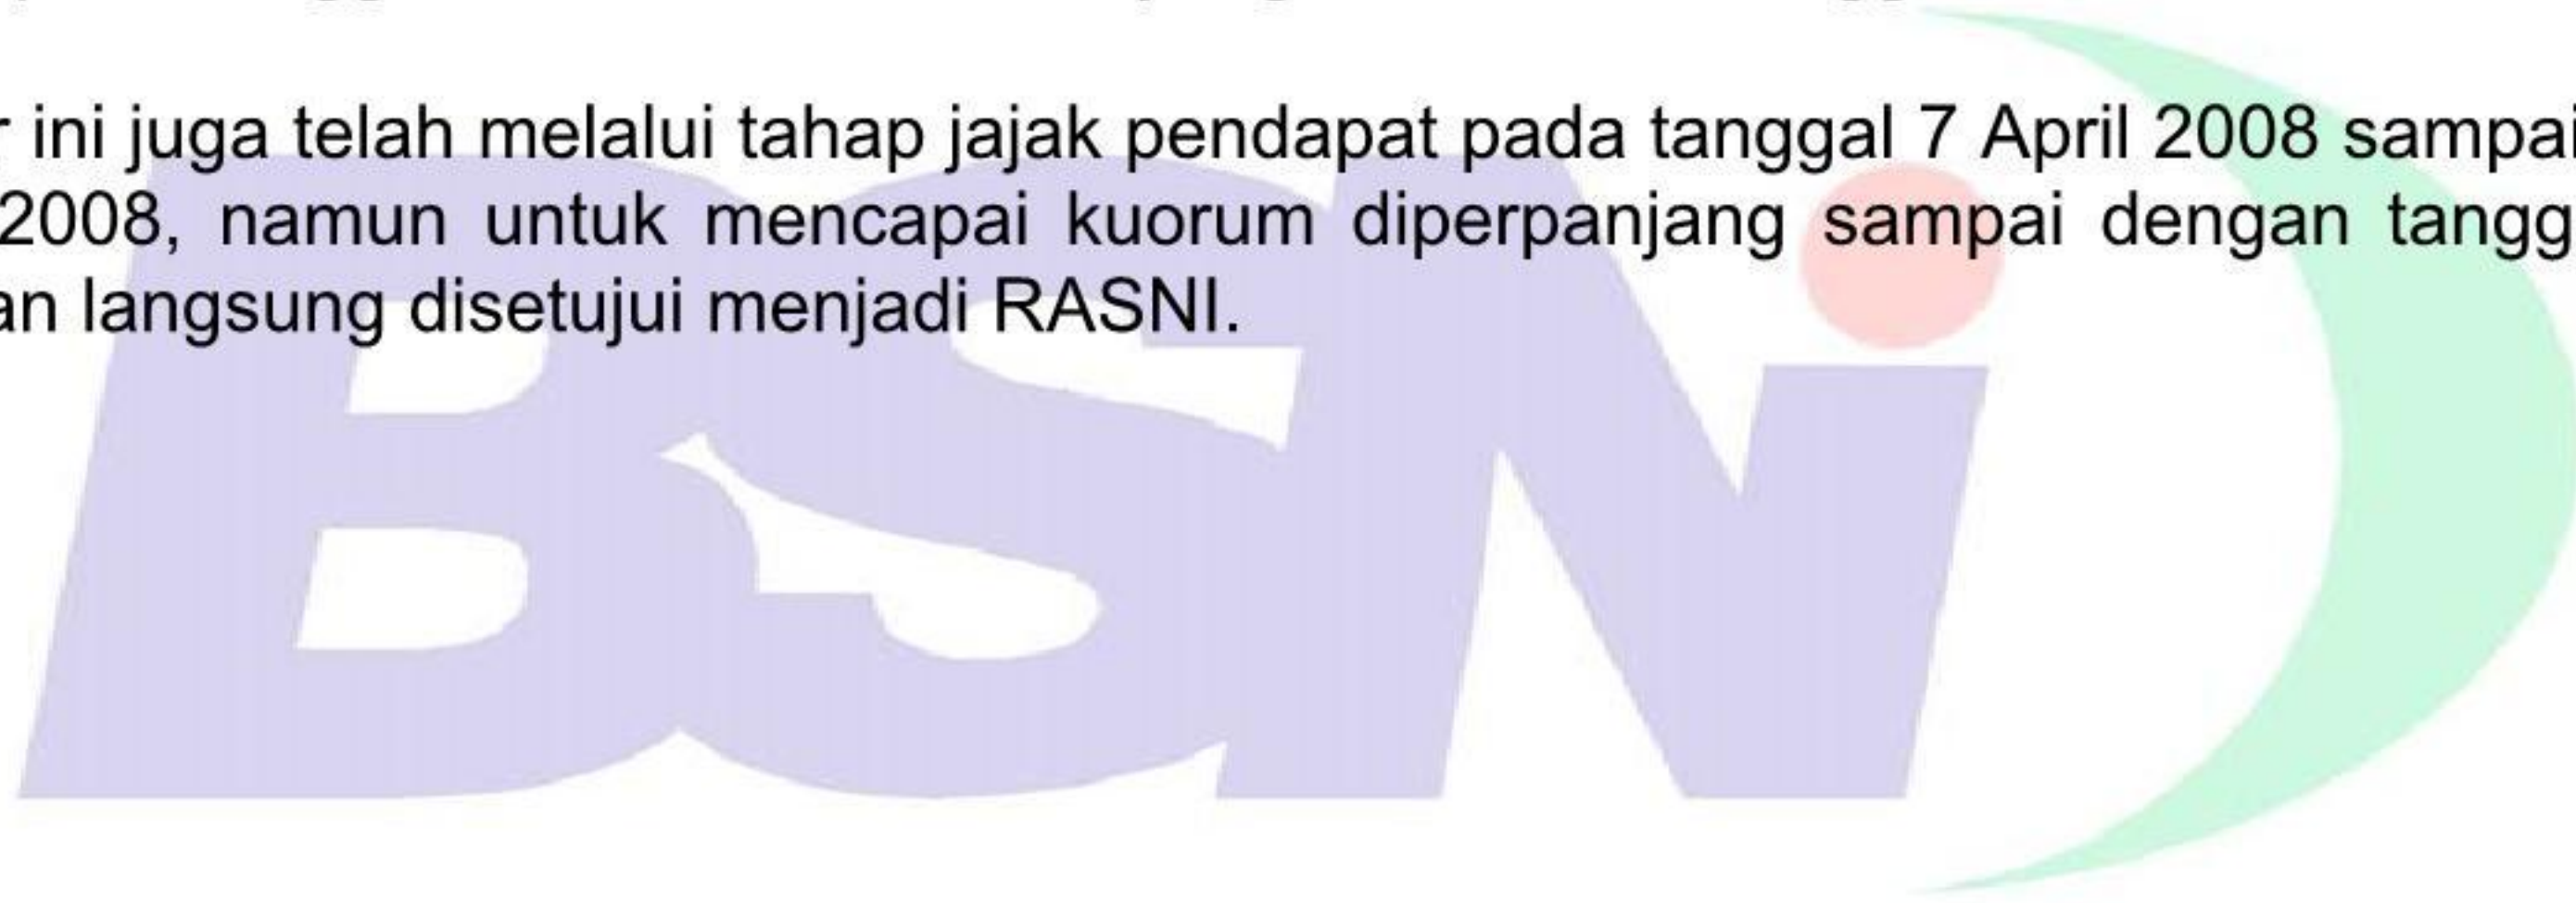 ini juga telah melalui tahap jajak pendapat pada tanggal 7 April 2008 sampai
2008, namun untuk mencapai kuorum diperpanjang sampai dengan
langsung disetujui menjadi RASNI.
BSNi